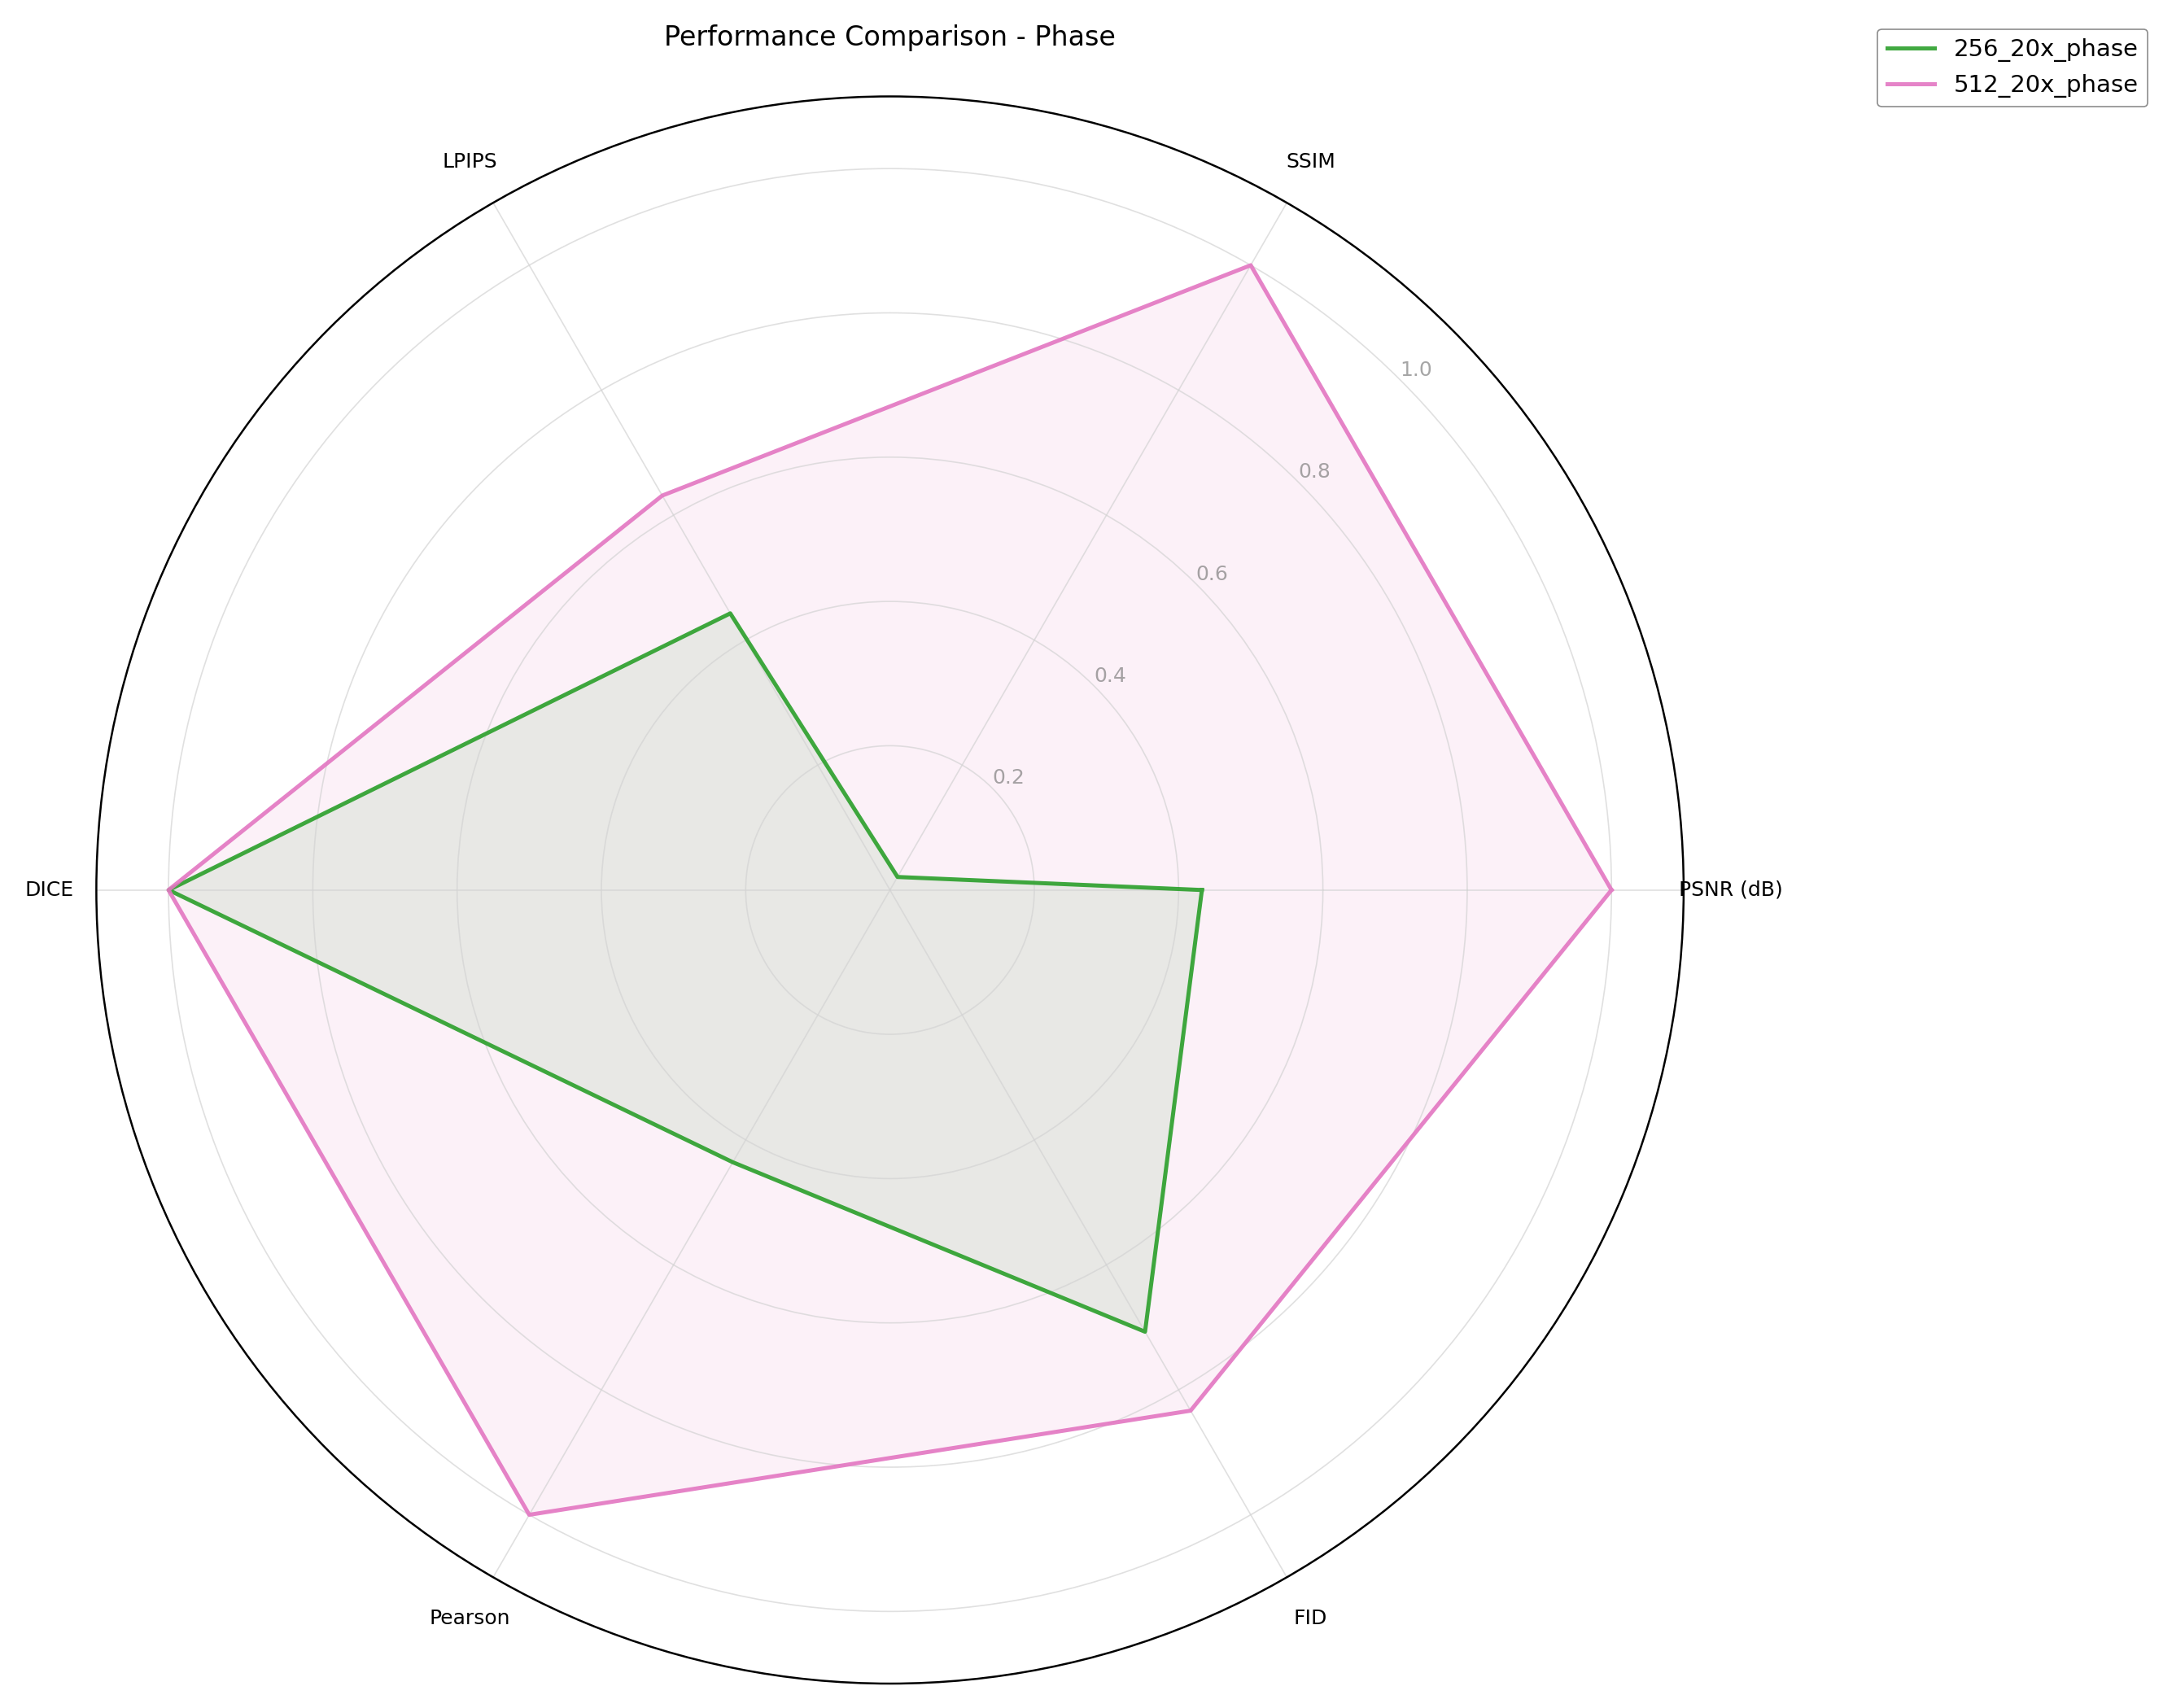 Performance Comparison - Phase
256_20x_phase
512_20x_phase
LPIPS
SSIM
1.0
0.8
0.6
0.4
0.2
DICE
PSNR (dB)
Pearson
FID